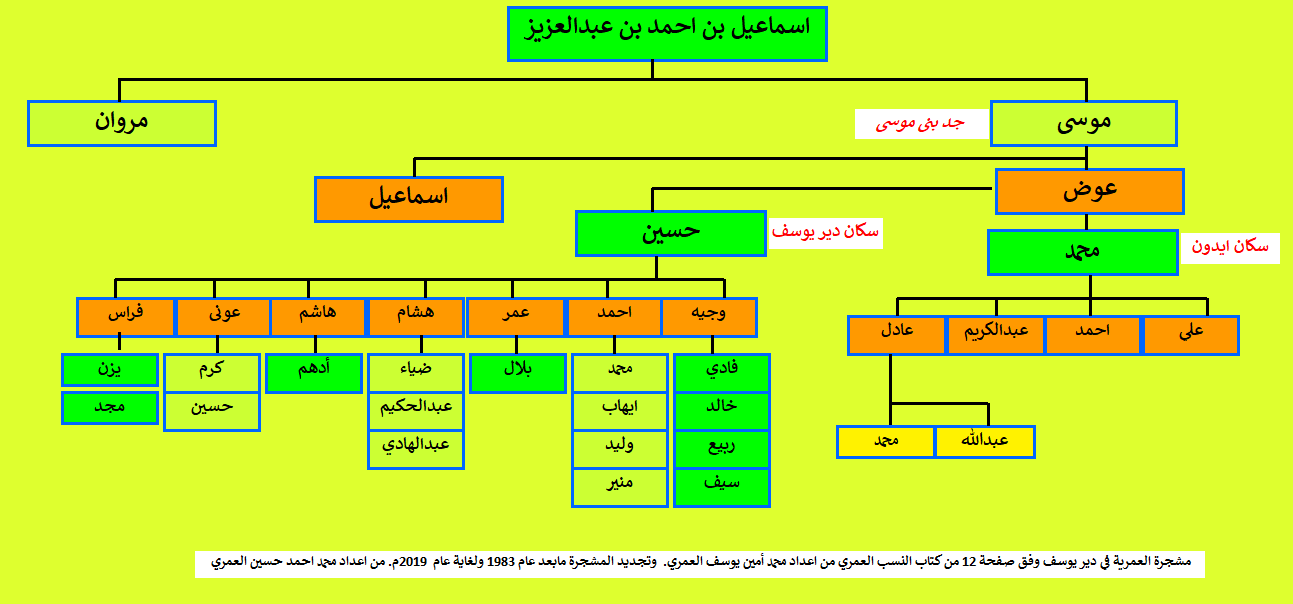 اسماعيل بن احمد بن عبدالعزيز
موسى
جد بنى موسى
مروان
عوض
اسماعيل
حسين
سكان دير يوسف
محمد
سكان ايدون
وجيه
احمد
عمر
هشام
هاشم
عونى
فراس
على
احمد
عبدالكريم
عادل
فادي
محمد
بلال
ضياء
أدهم
كرم
يزن
خالد
ايهاب
عبدالحكيم
حسين
مجد
ربيع
وليد
عبدالهادي
سيف
منير
عبدالله
محمد
مشجرة العمرية في دير يوسف وفق صفحة 12 من كتاب النسب العمري من اعداد محمد أمين يوسف العمري. وتجديد المشجرة مابعد عام 1983 ولغاية عام 2019م. من اعداد محمد احمد حسين العمري